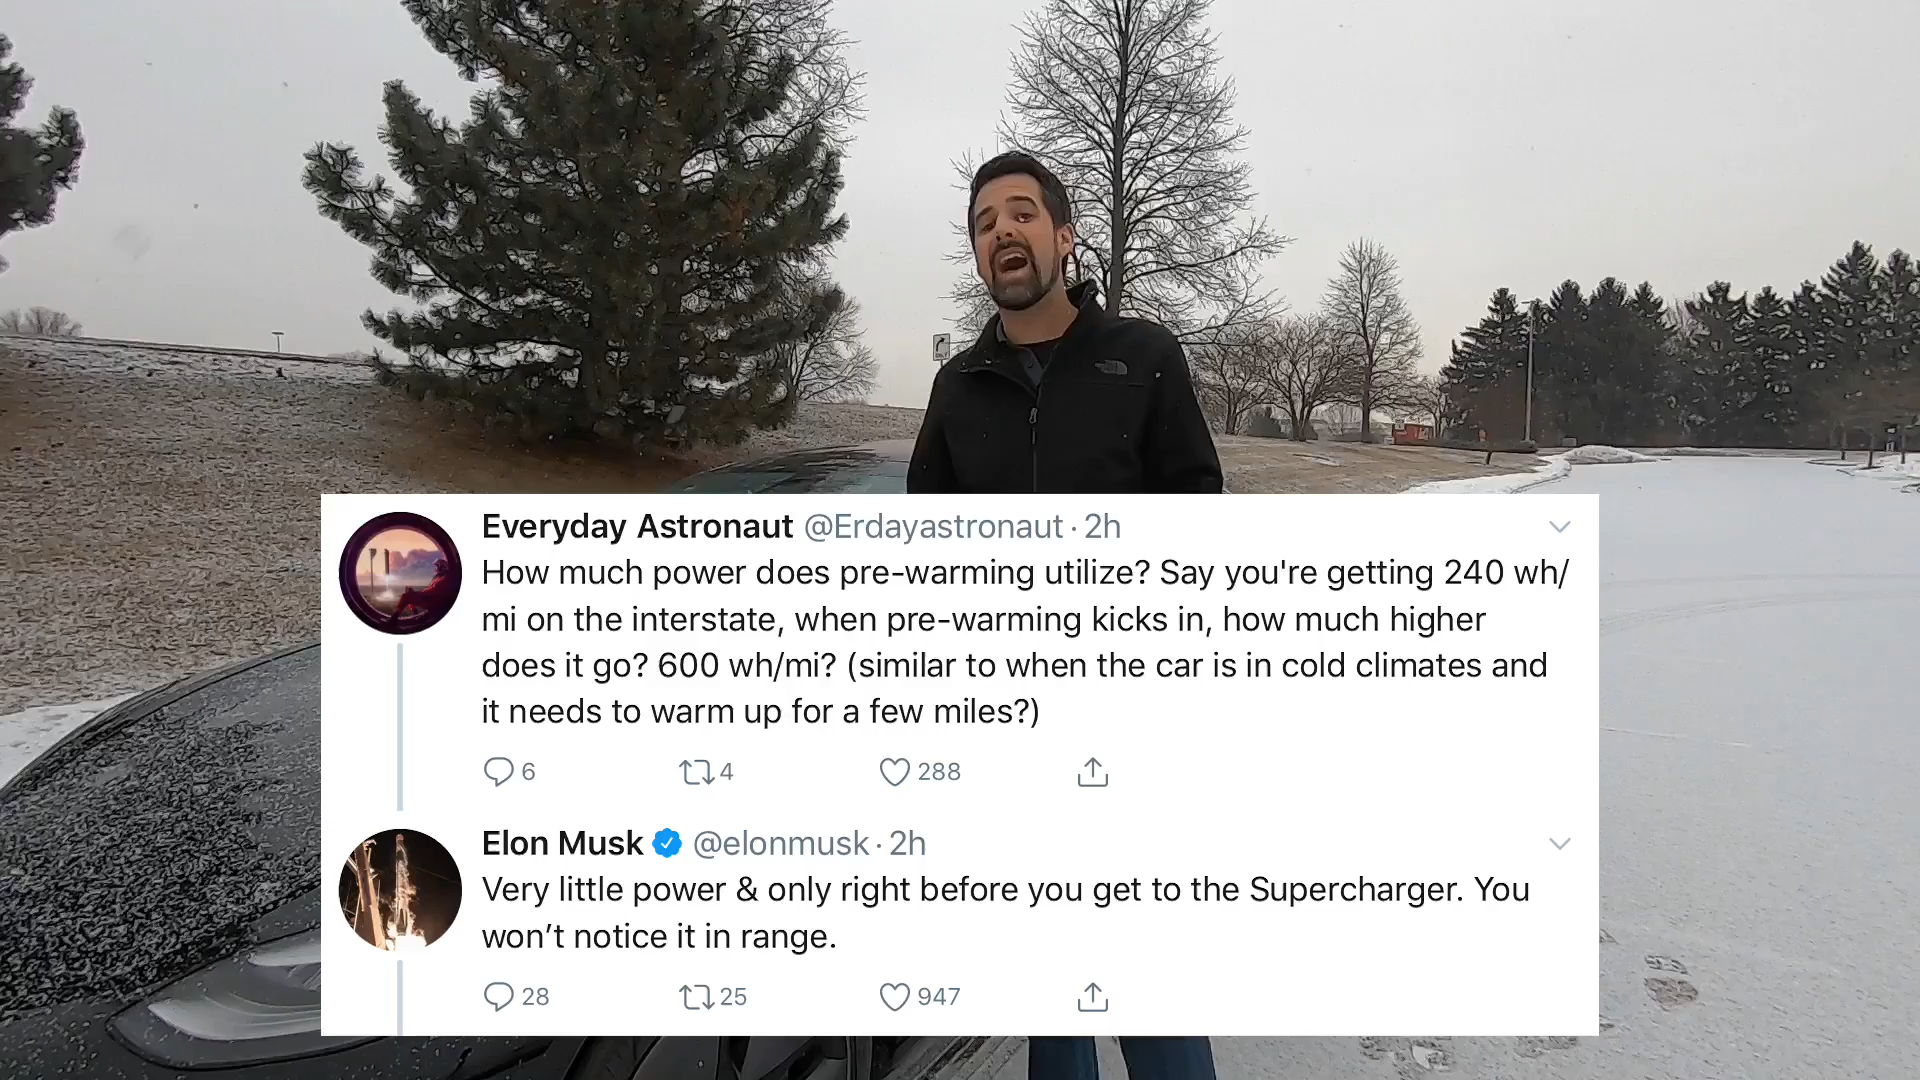 Everyday Astronaut @Erdayastronaut · 2h
How much power does pre-warming utilize? Say you're getting 240 wh/
mi on the interstate, when pre-warming kicks in, how much higher
does it go? 600 wh/mi? (similar to when the car is in cold climates and
it needs to warm up for a few miles?)
6 4 288
Elon Musk @elonmusk · 2h
Very little power & only right before you get to the Supercharger. You
won’t notice it in range.
28 25 947